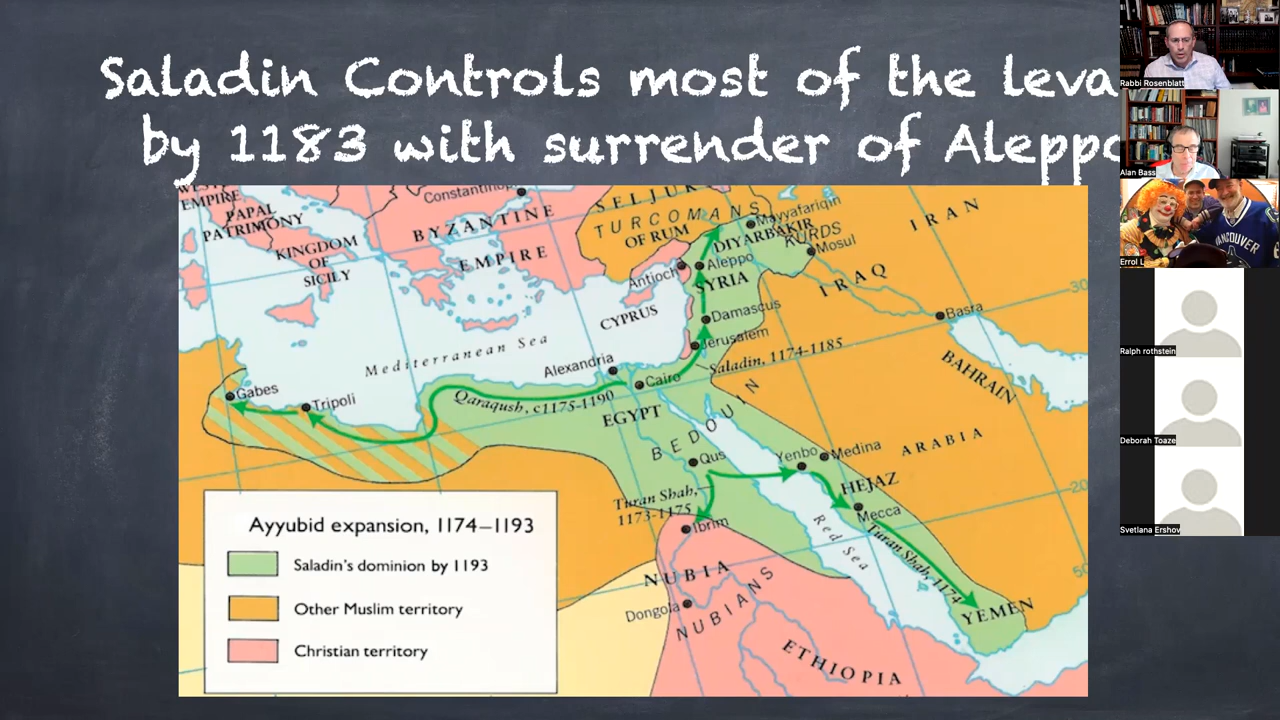 Saladin Controls most of the leva
by 1183 with surrender of Aleppo
WEST
EMPIRE
PAPAL
PATRIMONY
KINGDOM
OF
SICILY
Constantinop
BYZANTINE
EMPIRE
SELJUK
TURCOMANS
OF RUM
Mayyafariqin
DIYARBAKIR
KURDS
Mosul
IRAN
Antioch
Aleppo
SYRIA
IRAQ
30
CYPRUS
Damascus
Basra
Mediterranean Sea
Jerusalem
Saladin, 1174-1185
BAHRAIN
Alexandria
Cairo
Gabes
Tripoli
Qaraqush, c1175-1190
EGYPT
BEDOUIN
ARABIA
Qus
Yenbo
Medina
HEJAZ
20
Turan Shah,
1173-1175
Ibrim
Mecca
Red Sea
Turan Shah, 1174
NUBIA
Dongola
NUBIANS
YEMEN
50
ETHIOPIA
Ayyubid expansion, 1174–1193
Saladin's dominion by 1193
Other Muslim territory
Christian territory
Rabbi Rosenblatt
Alan Bass
VANCOUVER
Errol L
Ralph rothstein
Deborah Toaze
Svetlana Ershov